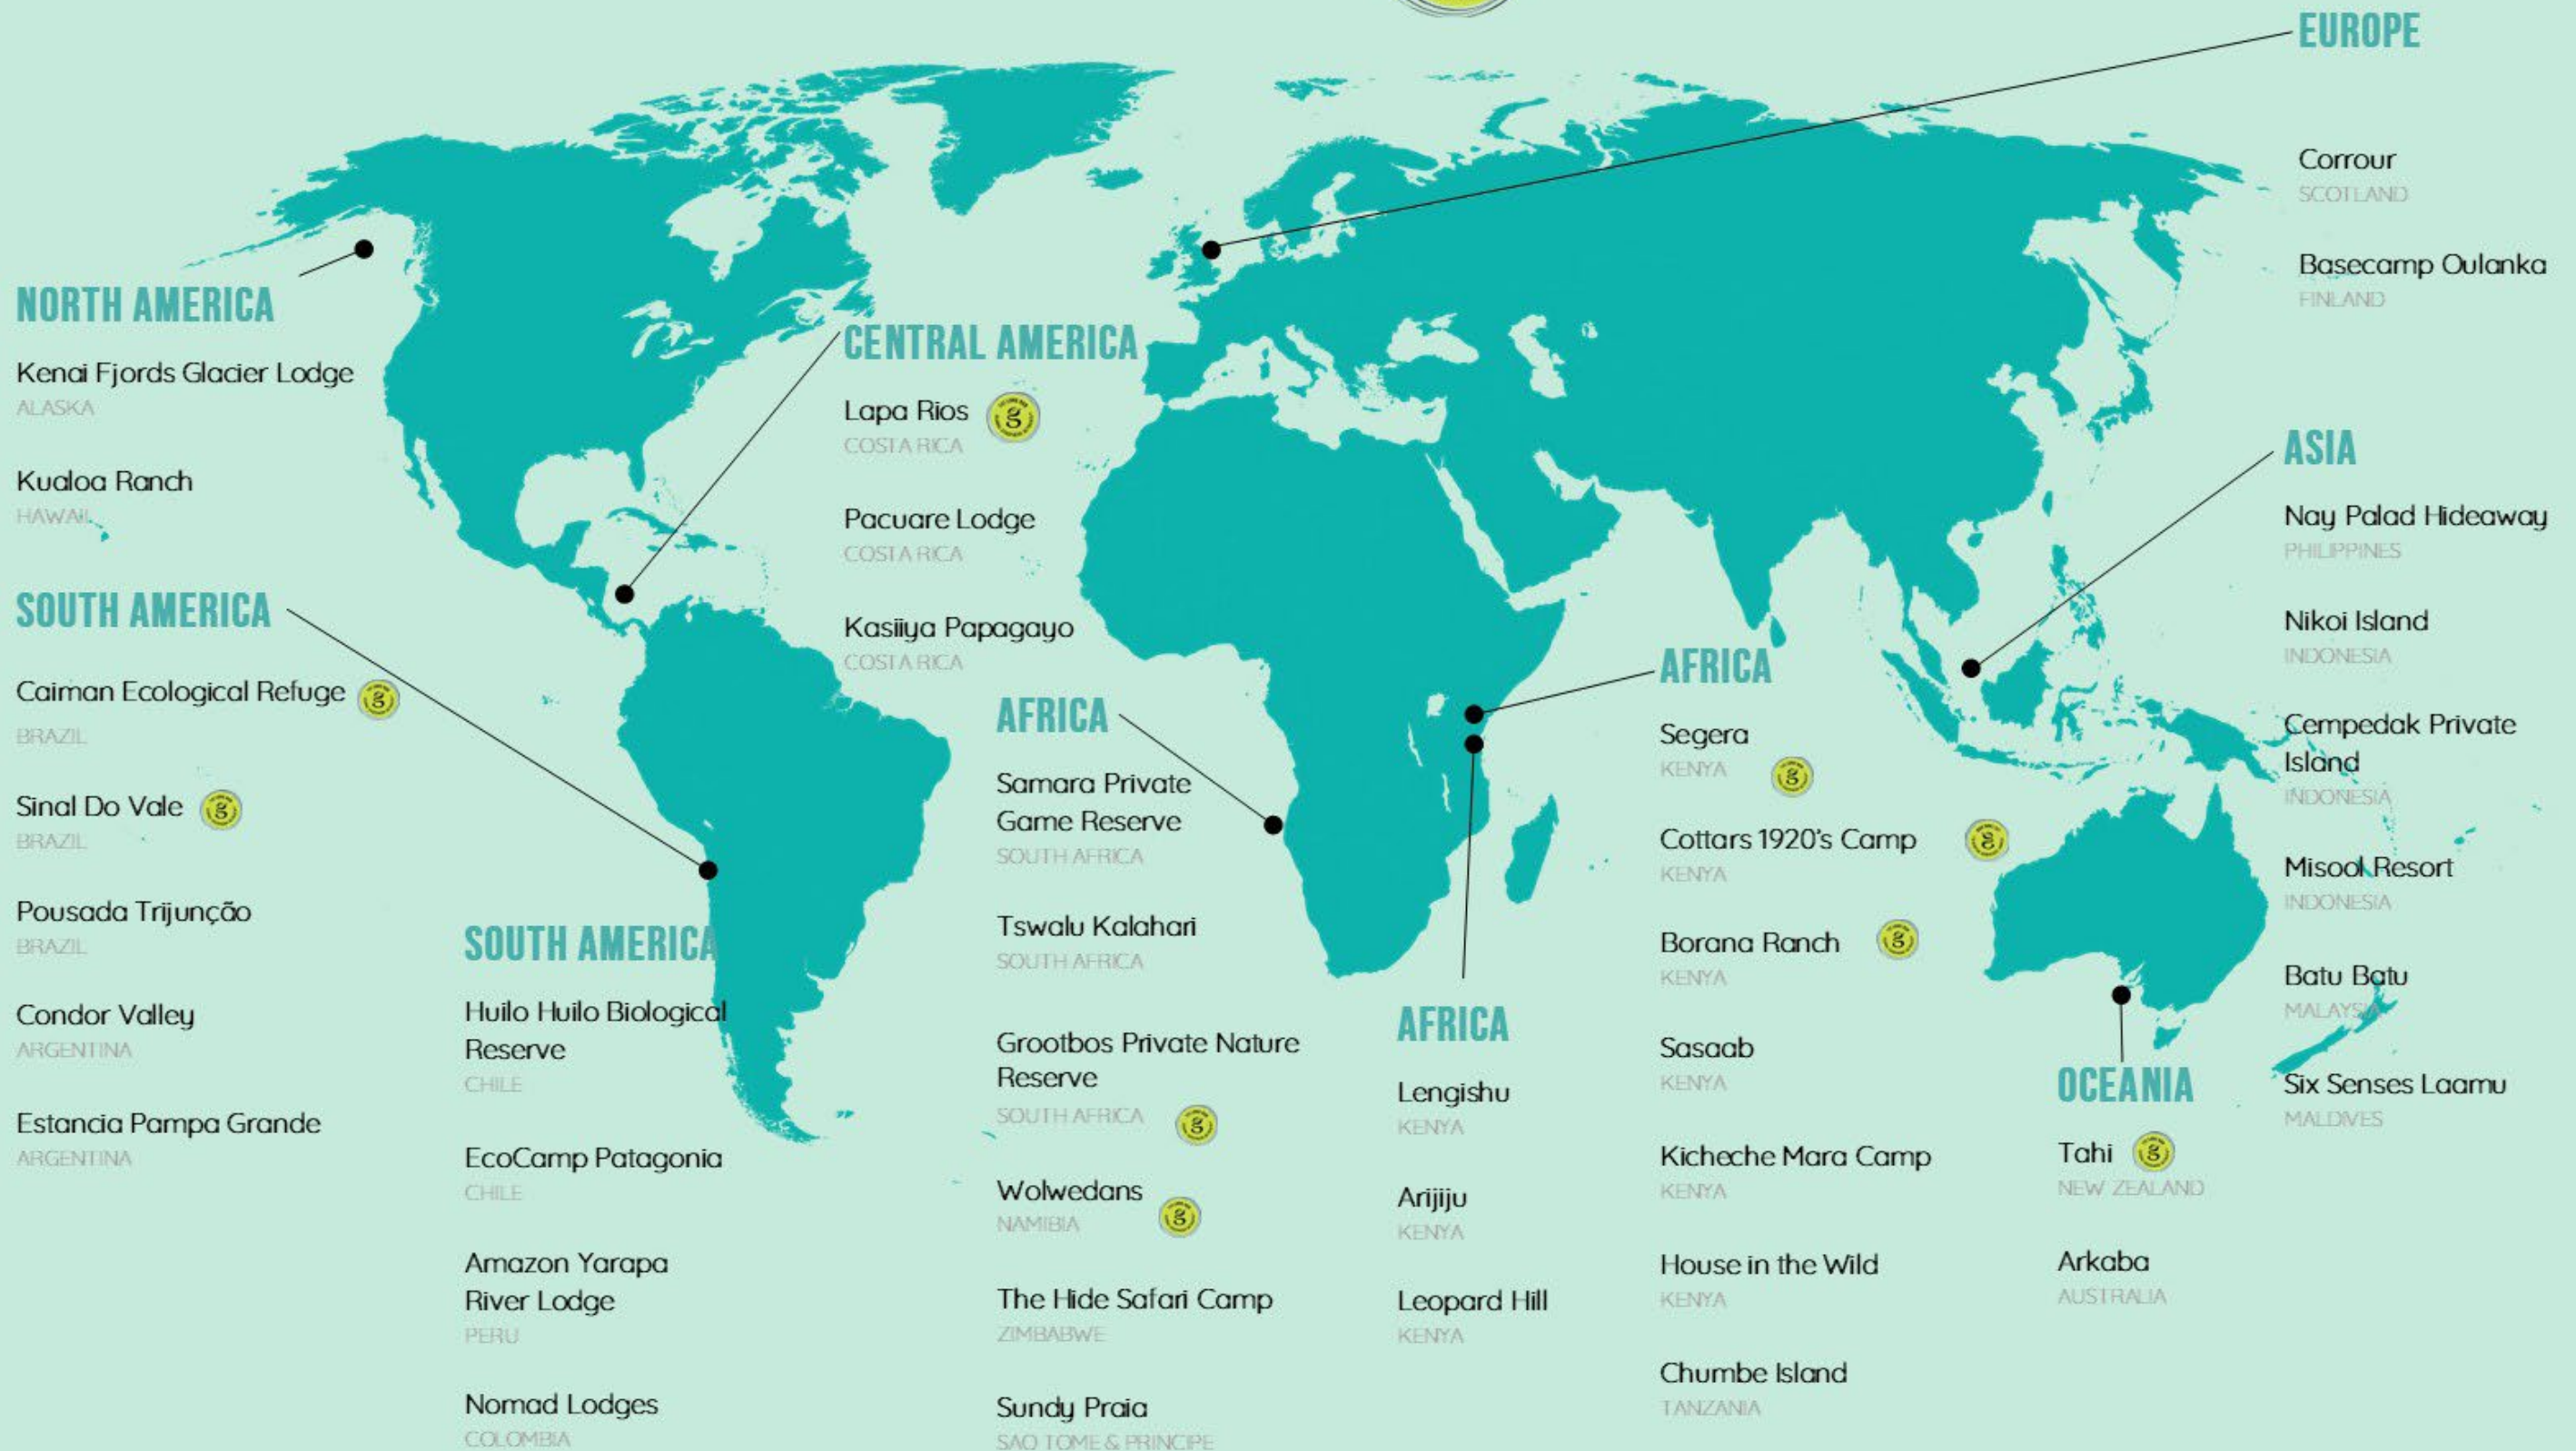 EUROPE
Corrour
SCOTLAND
Basecamp Oulanka
FINLAND
NORTH AMERICA
Kenai Fjords Glacier Lodge
ALASKA
Kualoa Ranch
HAWAII
CENTRAL AMERICA
Lapa Rios
COSTA RICA
Pacuare Lodge
COSTA RICA
Kasiiya Papagayo
COSTA RICA
ASIA
Nay Palad Hideaway
PHILIPPINES
Nikoi Island
INDONESIA
Cempedak Private
Island
INDONESIA
Misool Resort
INDONESIA
Batu Batu
MALAYSIA
Six Senses Laamu
MALDIVES
SOUTH AMERICA
Caiman Ecological Refuge
BRAZIL
Sinal Do Vale
BRAZIL
Pousada Trijunção
BRAZIL
Condor Valley
ARGENTINA
Estancia Pampa Grande
ARGENTINA
SOUTH AMERICA
Huilo Huilo Biological
Reserve
CHILE
EcoCamp Patagonia
CHILE
Amazon Yarapa
River Lodge
PERU
Nomad Lodges
COLOMBIA
AFRICA
Samara Private
Game Reserve
SOUTH AFRICA
Tswalu Kalahari
SOUTH AFRICA
Grootbos Private Nature
Reserve
SOUTH AFRICA
Wolwedans
NAMIBIA
The Hide Safari Camp
ZIMBABWE
Sundy Praia
SAO TOME & PRINCIPE
AFRICA
Lengishu
KENYA
Arijiju
KENYA
Leopard Hill
KENYA
AFRICA
Segera
KENYA
Cottars 1920's Camp
KENYA
Borana Ranch
KENYA
Sasaab
KENYA
Kicheche Mara Camp
KENYA
House in the Wild
KENYA
Chumbe Island
TANZANIA
OCEANIA
Tahi
NEW ZEALAND
Arkaba
AUSTRALIA